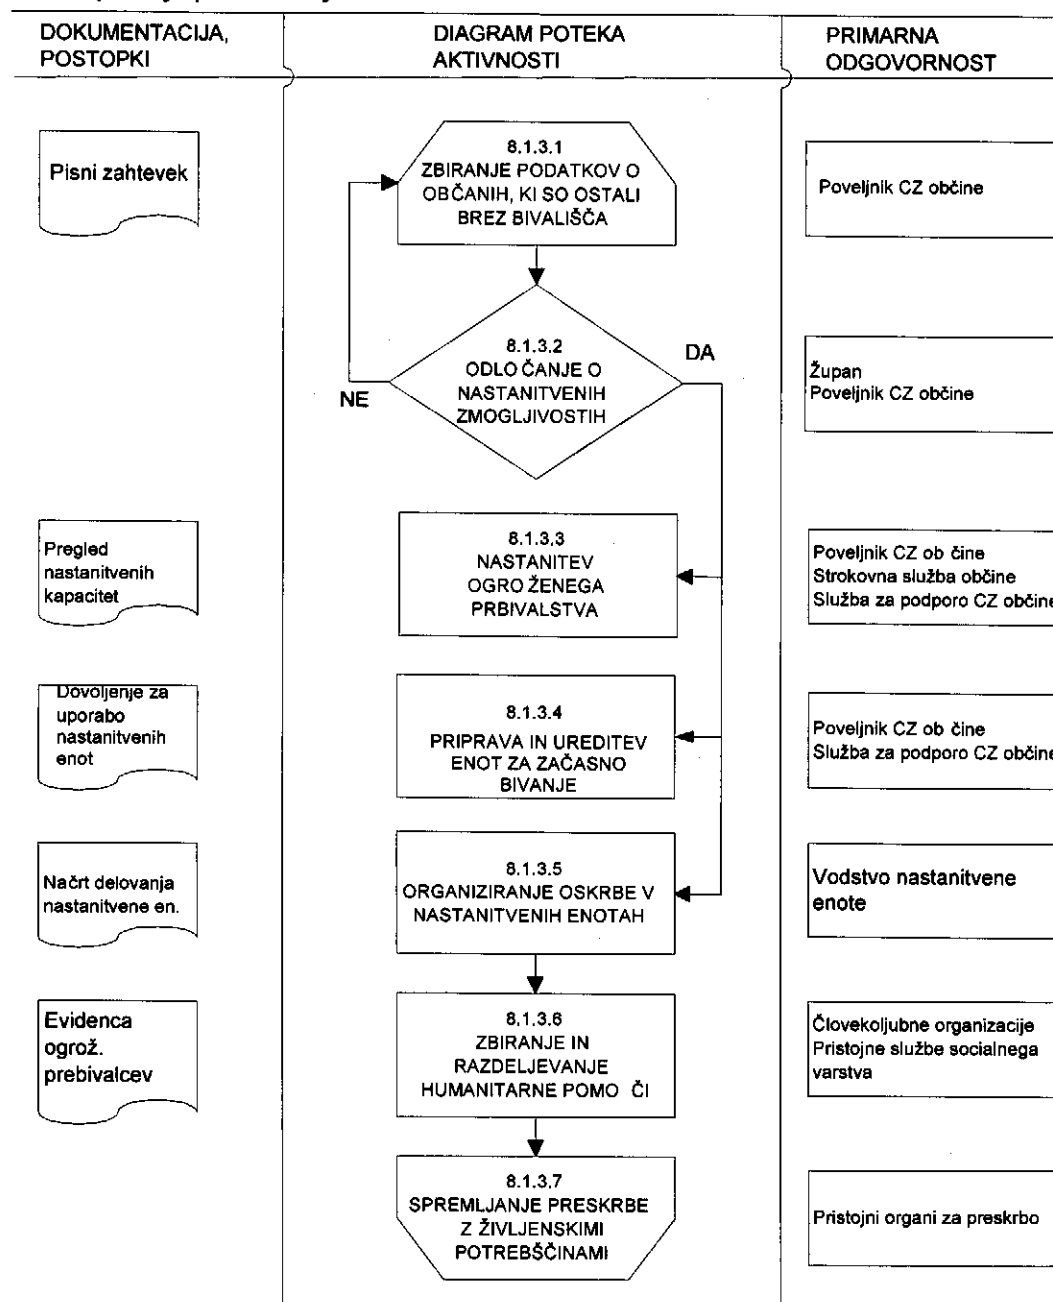 DOKUMENTACIJA,
POSTOPKI
DIAGRAM POTEKA
AKTIVNOSTI
PRIMARNA
ODGOVORNOST
Pisni zahtevek
8.1.3.1
ZBIRANJE PODATKOV O
OBČANIH, KI SO OSTALI
BREZ BIVALIŠČA
Poveljnik CZ občine
8.1.3.2
ODLO ČANJE O
NASTANITVENIH
ZMOGLJIVOSTIH
NE
DA
Župan
Poveljnik CZ občine
Pregled
nastanitvenih
kapacitet
8.1.3.3
NASTANITEV
OGRO ŽENEGA
PRBIVALSTVA
Poveljnik CZ ob čine
Strokovna služba občine
Služba za podporo CZ občine
Dovoljenje za
uporabo
nastanitvenih
enot
8.1.3.4
PRIPRAVA IN UREDITEV
ENOT ZA ZAČASNO
BIVANJE
Poveljnik CZ ob čine
Služba za podporo CZ občine
Načrt delovanja
nastanitvene en.
8.1.3.5
ORGANIZIRANJE OSKRBE V
NASTANITVENIH ENOTAH
Vodstvo nastanitvene
enote
Evidenca
ogrož.
prebivalcev
8.1.3.6
ZBIRANJE IN
RAZDELJEVANJE
HUMANITARNE POMO ČI
Človekoljubne organizacije
Pristojne službe socialnega
varstva
8.1.3.7
SPREMLJANJE PRESKRBE
Z ŽIVLJENSKIMI
POTREBŠČINAMI
Pristojni organi za preskrbo